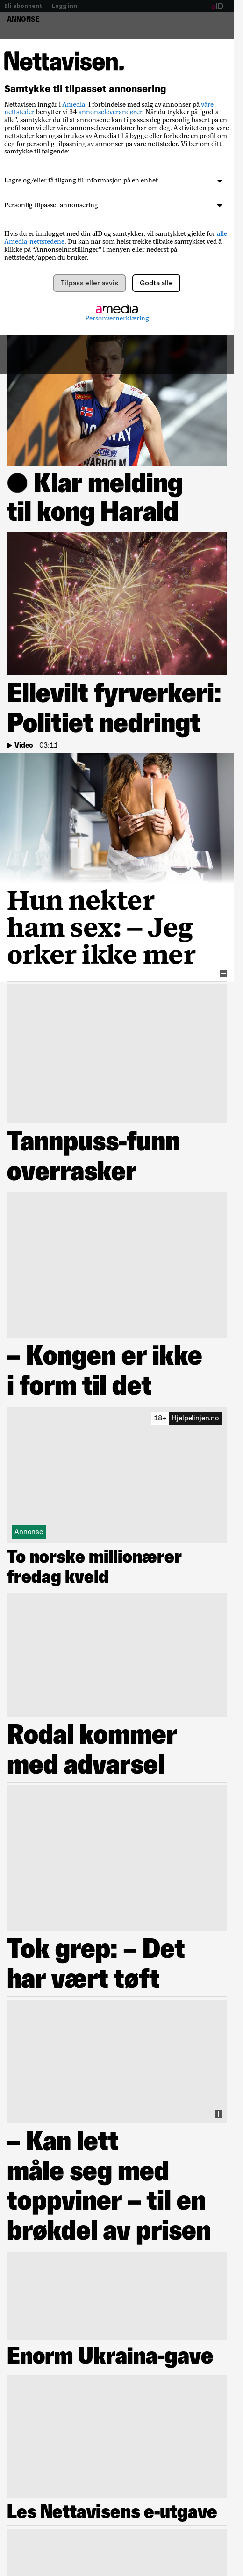 Bli abonnent | Logg inn
aID
ANNONSE
Nettavisen.
Samtykke til tilpasset annonsering
Nettavisen inngår i Amedia. I forbindelse med salg av annonser på våre
nettsteder benytter vi 34 annonseleverandører. Når du trykker på "godta
alle", samtykker du til at annonsene kan tilpasses deg personlig basert på en
profil som vi eller våre annonseleverandører har om deg. Aktiviteten på våre
nettsteder kan også brukes av Amedia til å bygge eller forbedre en profil om
deg for personlig tilpasning av annonser på våre nettsteder. Vi ber om ditt
samtykke til følgende:
Lagre og/eller få tilgang til informasjon på en enhet
Personlig tilpasset annonsering
Hvis du er innlogget med din aID og samtykker, vil samtykket gjelde for alle
Amedia-nettstedene. Du kan når som helst trekke tilbake samtykket ved å
klikke på “Annonseinnstillinger” i menyen eller nederst på
nettstedet/appen du bruker.
Tilpass eller avvis
Godta alle
amedia
Personvernerklæring
NORWAY
WARHOLM
Klar melding
til kong Harald
Ellevilt fyrverkeri:
Politiet nedringt
Video | 03:11
Hun nekter
ham sex: – Jeg
orker ikke mer
Tannpuss-funn
overrasker
– Kongen er ikke
i form til det
18+ Hjelpelinjen.no
Annonse
To norske millionærer
fredag kveld
Rodal kommer
med advarsel
Tok grep: – Det
har vært tøft
– Kan lett
måle seg med
toppviner – til en
brøkdel av prisen
Enorm Ukraina-gave
Les Nettavisens e-utgave